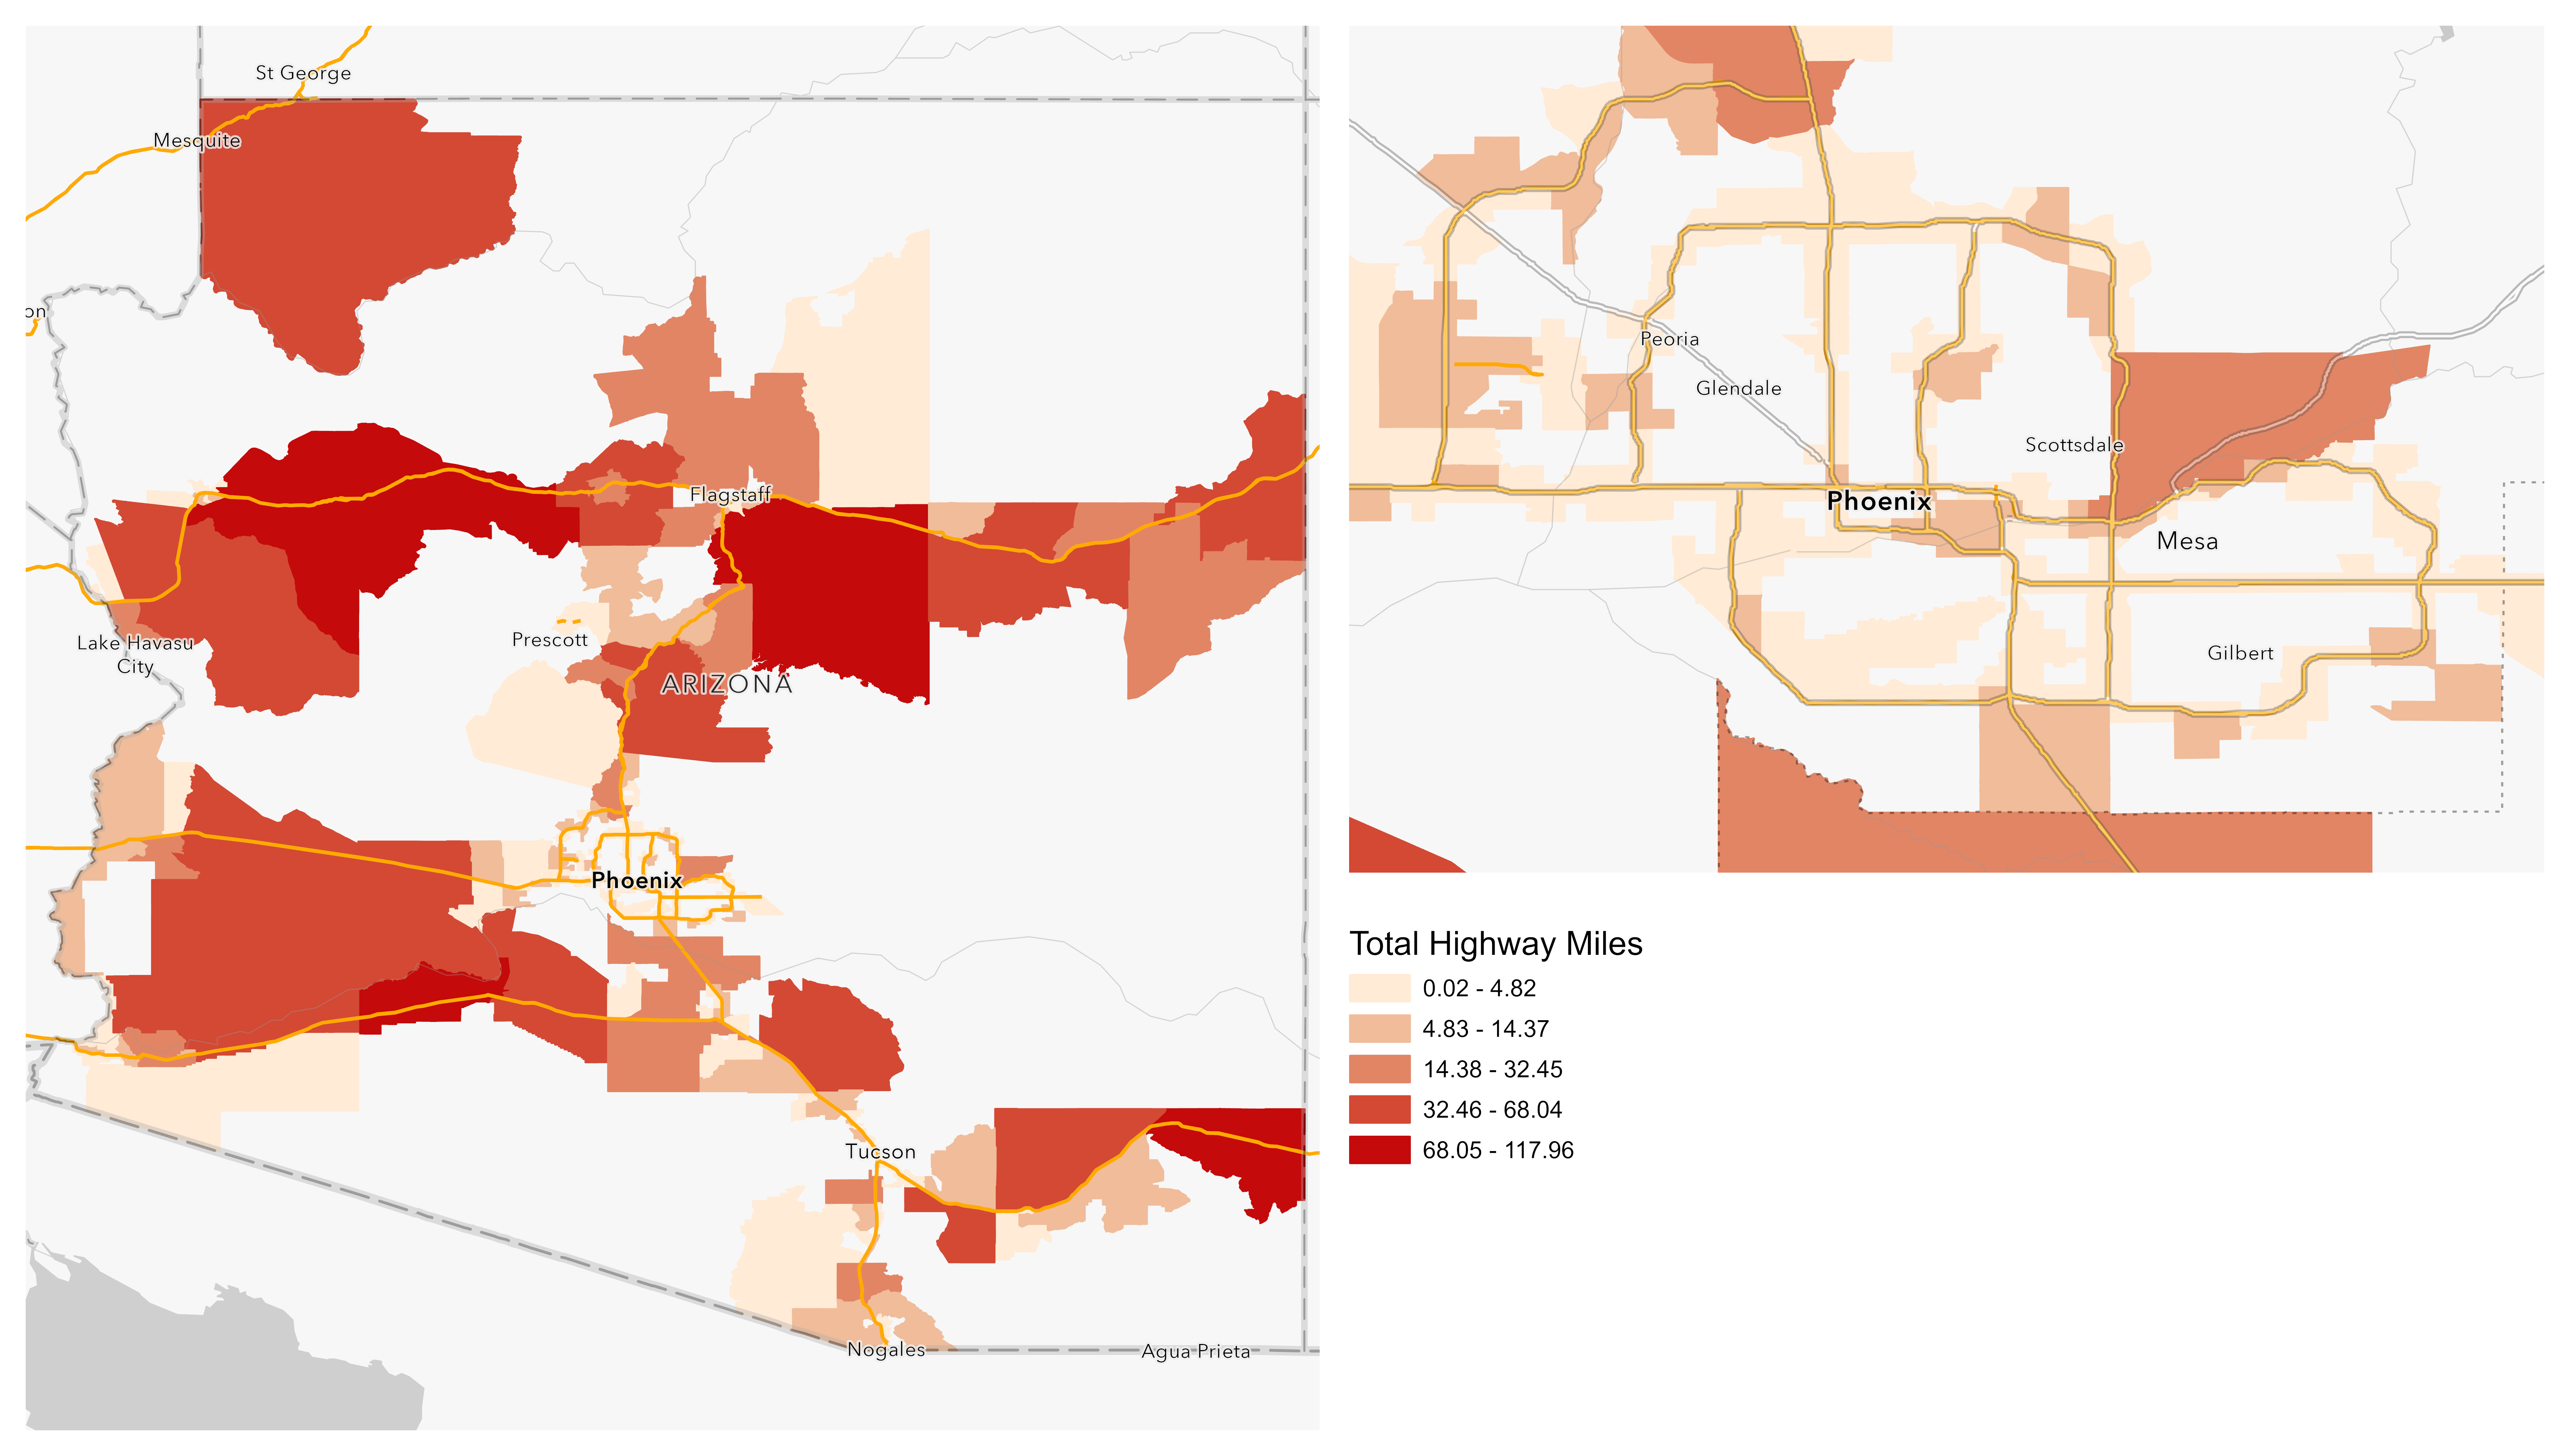 St George
Mesquite
on
Flagstaff
Prescott
Lake Havasu
City
ARIZONA
Phoenix
Tucson
Nogales
Agua Prieta
Peoria
Glendale
Scottsdale
Phoenix
Mesa
Gilbert
Total Highway Miles
0.02 - 4.82
4.83 - 14.37
14.38 - 32.45
32.46 - 68.04
68.05 - 117.96